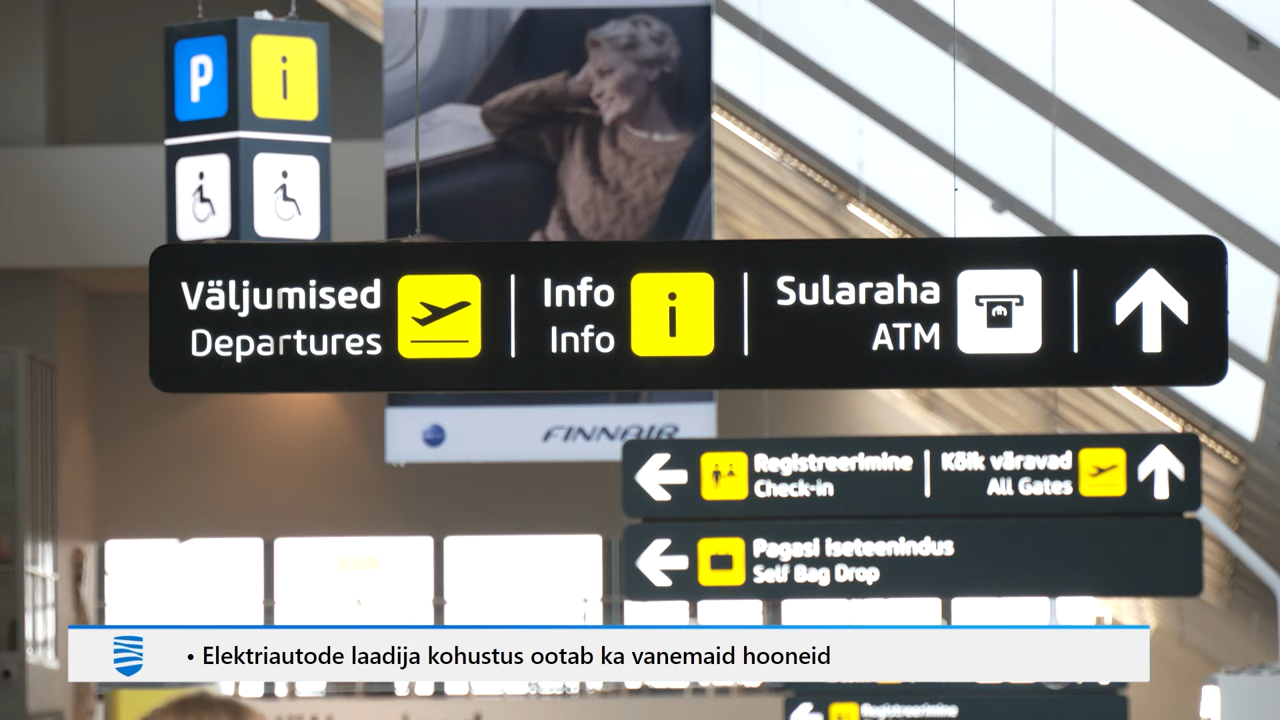 P i
Väljumised
Departures
Info
Info
i
Sularaha
ATM
FINNAIR
Registreerimine
Check-in
Kõik väravad
All Gates
Pagasi iseteenindus
Self Bag Drop
• Elektriautode laadija kohustus ootab ka vanemaid hooneid
Registreerimine